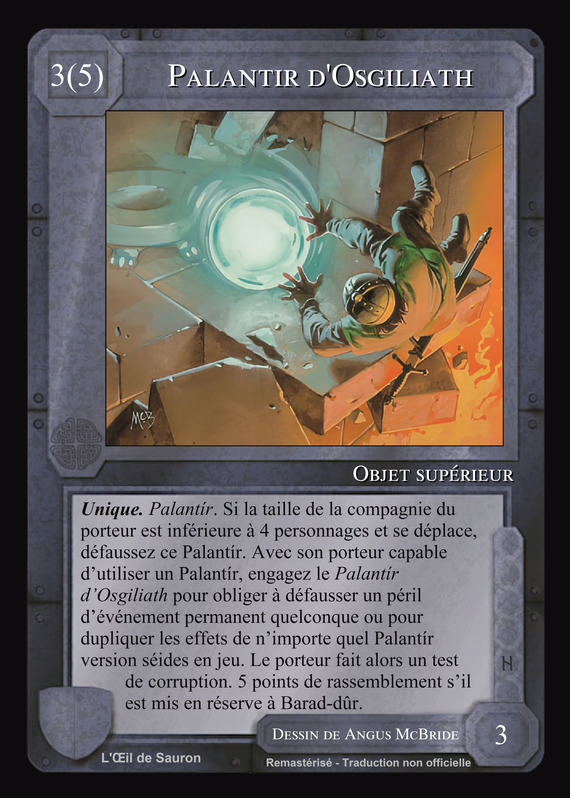 3(5)
Palantir d'Osgiliath
McB
Objet supérieur
Unique. Palantír. Si la taille de la compagnie du
porteur est inférieure à 4 personnages et se déplace,
défaussez ce Palantír. Avec son porteur capable
d'utiliser un Palantír, engagez le Palantír
d'Osgiliath pour obliger à défausser un péril
d'événement permanent quelconque ou pour
dupliquer les effets de n'importe quel Palantír
version séides en jeu. Le porteur fait alors un test
de corruption. 5 points de rassemblement s'il
est mis en réserve à Barad-dûr.
Dessin de Angus McBride
3
L'Œil de Sauron
Remastérisé - Traduction non officielle